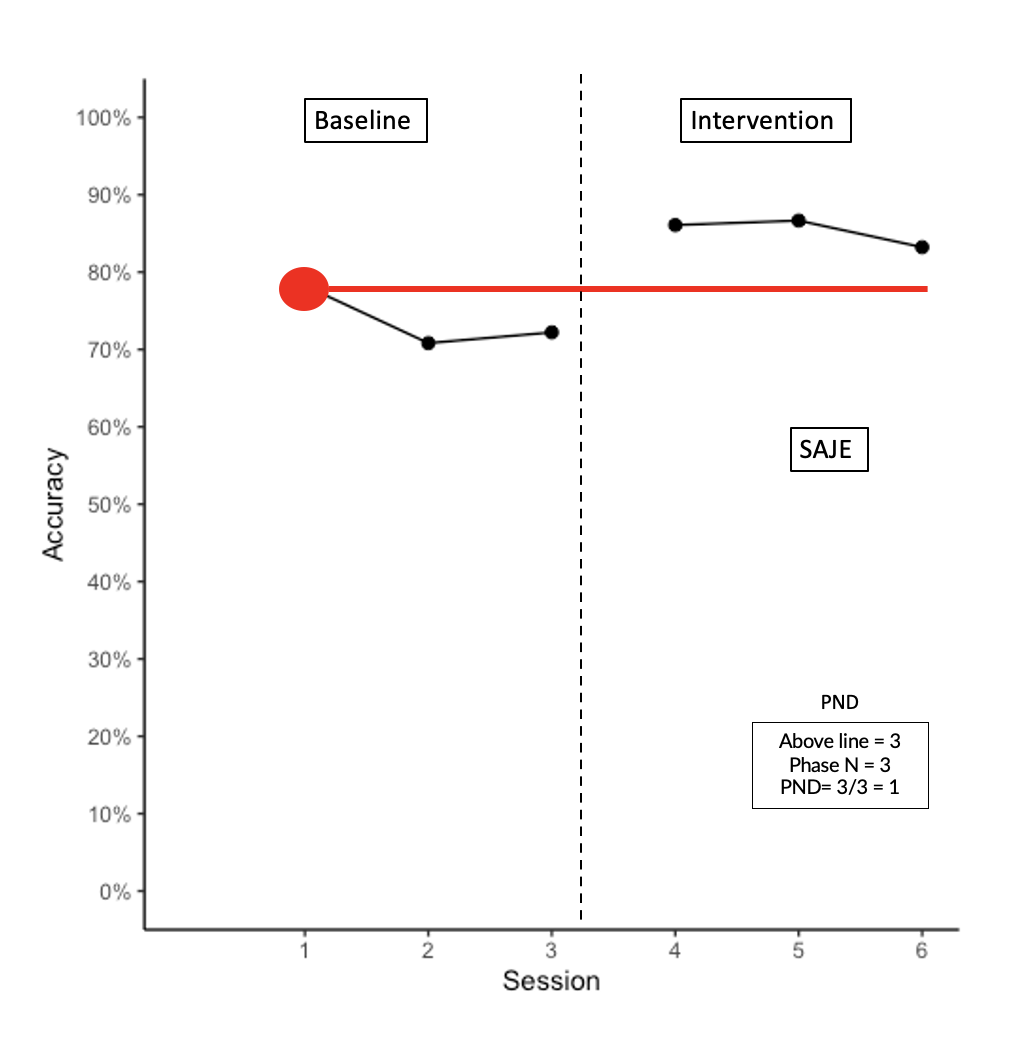 Baseline
Intervention
100%
90%
80%
70%
60%
50%
40%
30%
20%
10%
0%
Accuracy
SAJE
PND
Above line = 3
Phase N = 3
PND= 3/3 = 1
1 2 3 4 5 6
Session